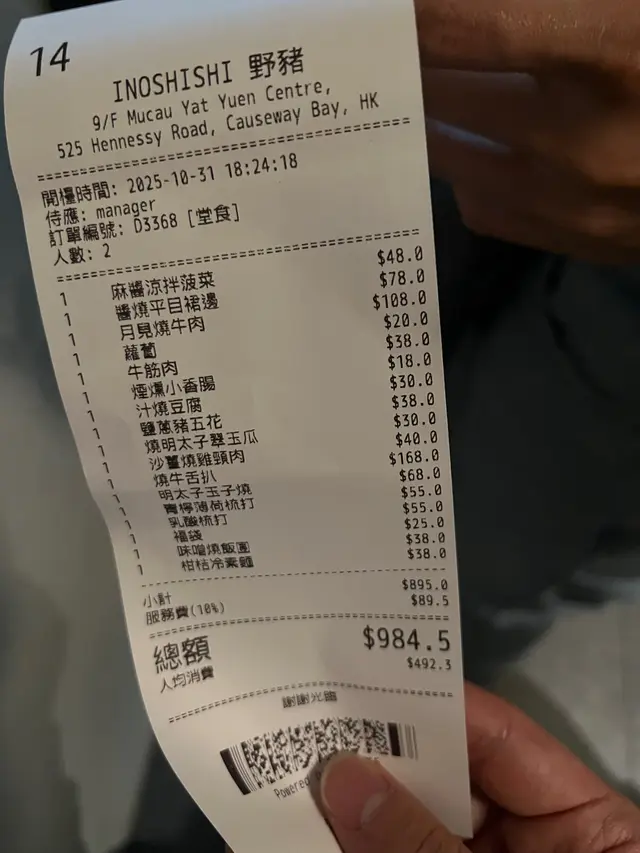 14
INOSHISHI 野豬
9/F Mucau Yat Yuen Centre,
525 Hennessy Road, Causeway Bay, HK
開檯時間: 2025-10-31 18:24:18
侍應: manager
訂單編號: D3368 [堂食]
人數: 2
1 麻醬涼拌菠菜 $48.0
1 醬燒平目裙邊 $78.0
1 月見燒牛肉 $108.0
1 蘿蔔 $20.0
1 牛筋肉 $38.0
1 煙燻小香腸 $18.0
1 汁燒豆腐 $30.0
1 鹽蔥豬五花 $38.0
1 燒明太子翠玉瓜 $30.0
1 沙薑燒雞頸肉 $40.0
1 燒牛舌扒 $168.0
1 明太子玉子燒 $68.0
1 檸薄荷梳打 $55.0
1 乳酸梳打 $55.0
1 福袋 $25.0
1 味噌燒飯團 $38.0
1 柑桔冷素麵 $38.0
小計 $895.0
服務費(10%) $89.5
總額 $984.5
人均消費 $492.3
謝謝光臨
Powered